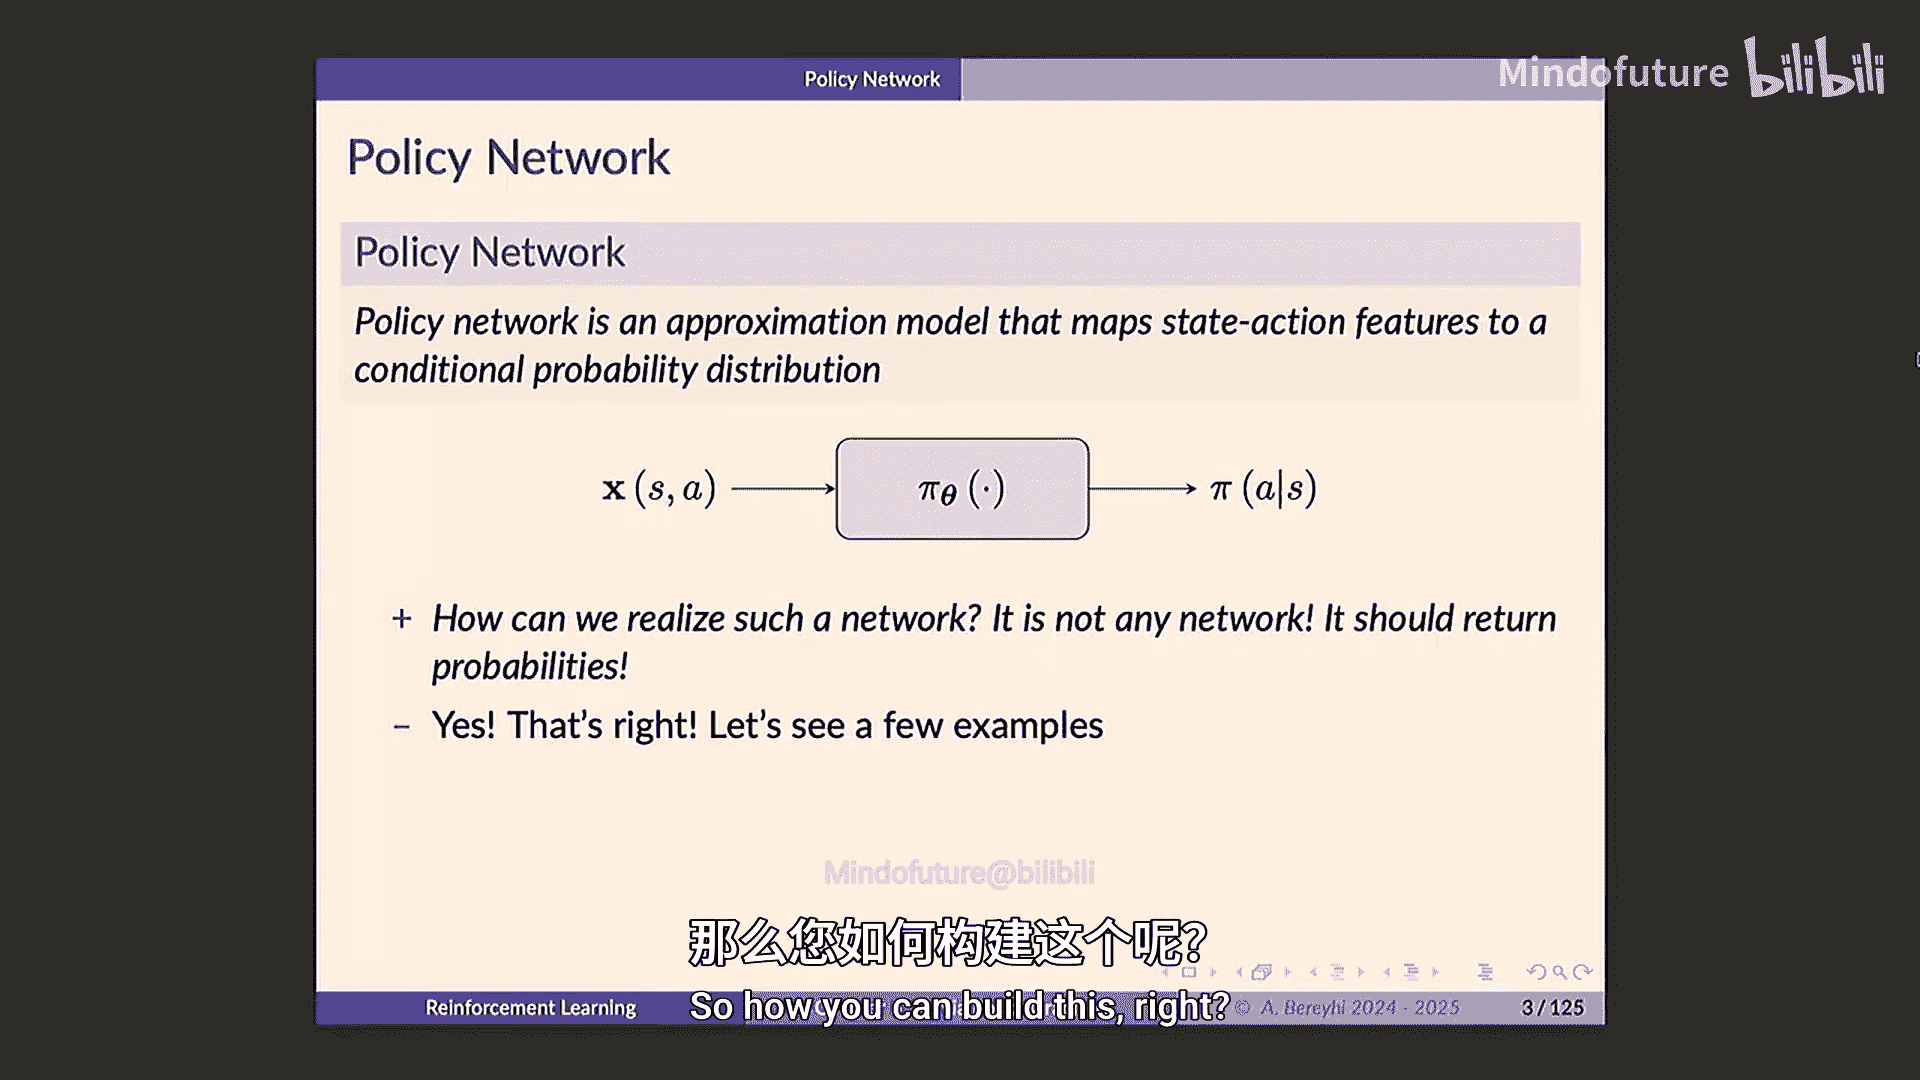 Mindofuture bilibili
Policy Network
Policy Network
Policy Network
Policy network is an approximation model that maps state-action features to a
conditional probability distribution
x (s, a) → π_θ (·) → π (a|s)
+ How can we realize such a network? It is not any network! It should return
probabilities!
– Yes! That's right! Let's see a few examples
Mindofuture@bilibili
那么您如何构建这个呢?
So how you can build this, right?
Reinforcement Learning
© A. Bereyhi 2024 - 2025
3 / 125